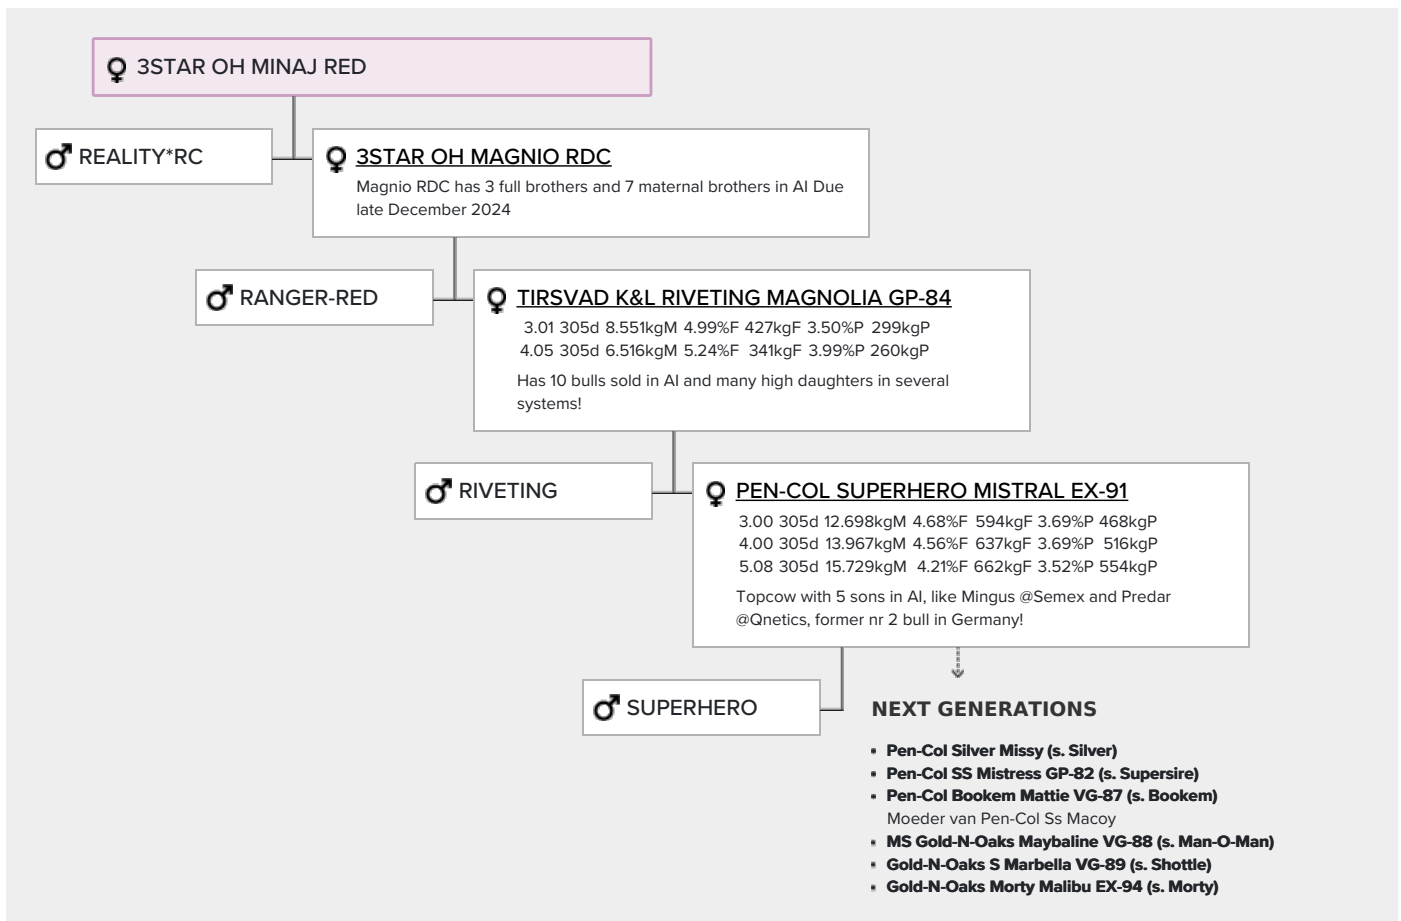 3STAR OH MINAJ RED
REALITY*RC
3STAR OH MAGNIO RDC
Magnio RDC has 3 full brothers and 7 maternal brothers in AI Due
late December 2024
RANGER-RED
TIRSVAD K&L RIVETING MAGNOLIA GP-84
3.01 305d 8.551kgM 4.99%F 427kgF 3.50%P 299kgP
4.05 305d 6.516kgM 5.24%F 341kgF 3.99%P 260kgP
Has 10 bulls sold in AI and many high daughters in several
systems!
RIVETING
PEN-COL SUPERHERO MISTRAL EX-91
3.00 305d 12.698kgM 4.68%F 594kgF 3.69%P 468kgP
4.00 305d 13.967kgM 4.56%F 637kgF 3.69%P 516kgP
5.08 305d 15.729kgM 4.21%F 662kgF 3.52%P 554kgP
Topcow with 5 sons in AI, like Mingus @Semex and Predar
@Qnetics, former nr 2 bull in Germany!
SUPERHERO
NEXT GENERATIONS
Pen-Col Silver Missy (s. Silver)
Pen-Col SS Mistress GP-82 (s. Supersire)
Pen-Col Bookem Mattie VG-87 (s. Bookem)
Moeder van Pen-Col Ss Macoy
MS Gold-N-Oaks Maybaline VG-88 (s. Man-O-Man)
Gold-N-Oaks S Marbella VG-89 (s. Shottle)
Gold-N-Oaks Morty Malibu EX-94 (s. Morty)